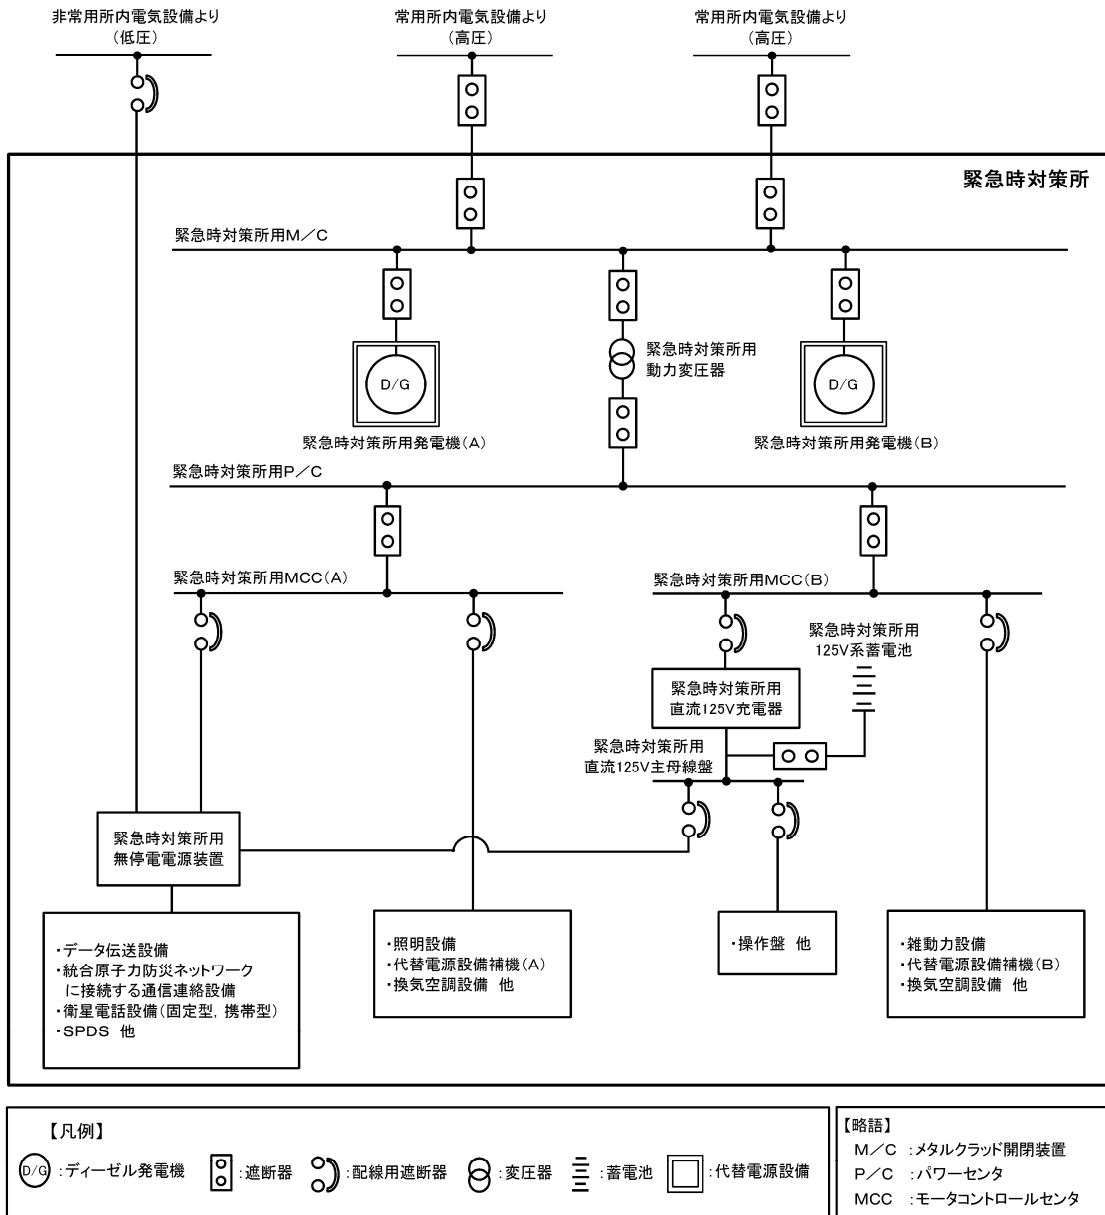 非常用所内電気設備より
（低圧）
常用所内電気設備より
（高圧）
常用所内電気設備より
（高圧）
緊急時対策所
緊急時対策所用M／C
緊急時対策所用
動力変圧器
D/G
D/G
緊急時対策所用発電機（A）
緊急時対策所用発電機（B）
緊急時対策所用P／C
緊急時対策所用MCC（A）
緊急時対策所用MCC（B）
緊急時対策所用
125V系蓄電池
緊急時対策所用
直流125V充電器
緊急時対策所用
直流125V主母線盤
緊急時対策所用
無停電電源装置
・データ伝送設備
・統合原子力防災ネットワーク
に接続する通信連絡設備
・衛星電話設備（固定型，携帯型）
・SPDS 他
・照明設備
・代替電源設備補機（A）
・換気空調設備 他
・操作盤 他
・雑動力設備
・代替電源設備補機（B）
・換気空調設備 他
【凡例】
D/G ：ディーゼル発電機
：遮断器
：配線用遮断器
：変圧器
：蓄電池
：代替電源設備
【略語】
M／C ：メタルクラッド開閉装置
P／C ：パワーセンタ
MCC ：モータコントロールセンタ